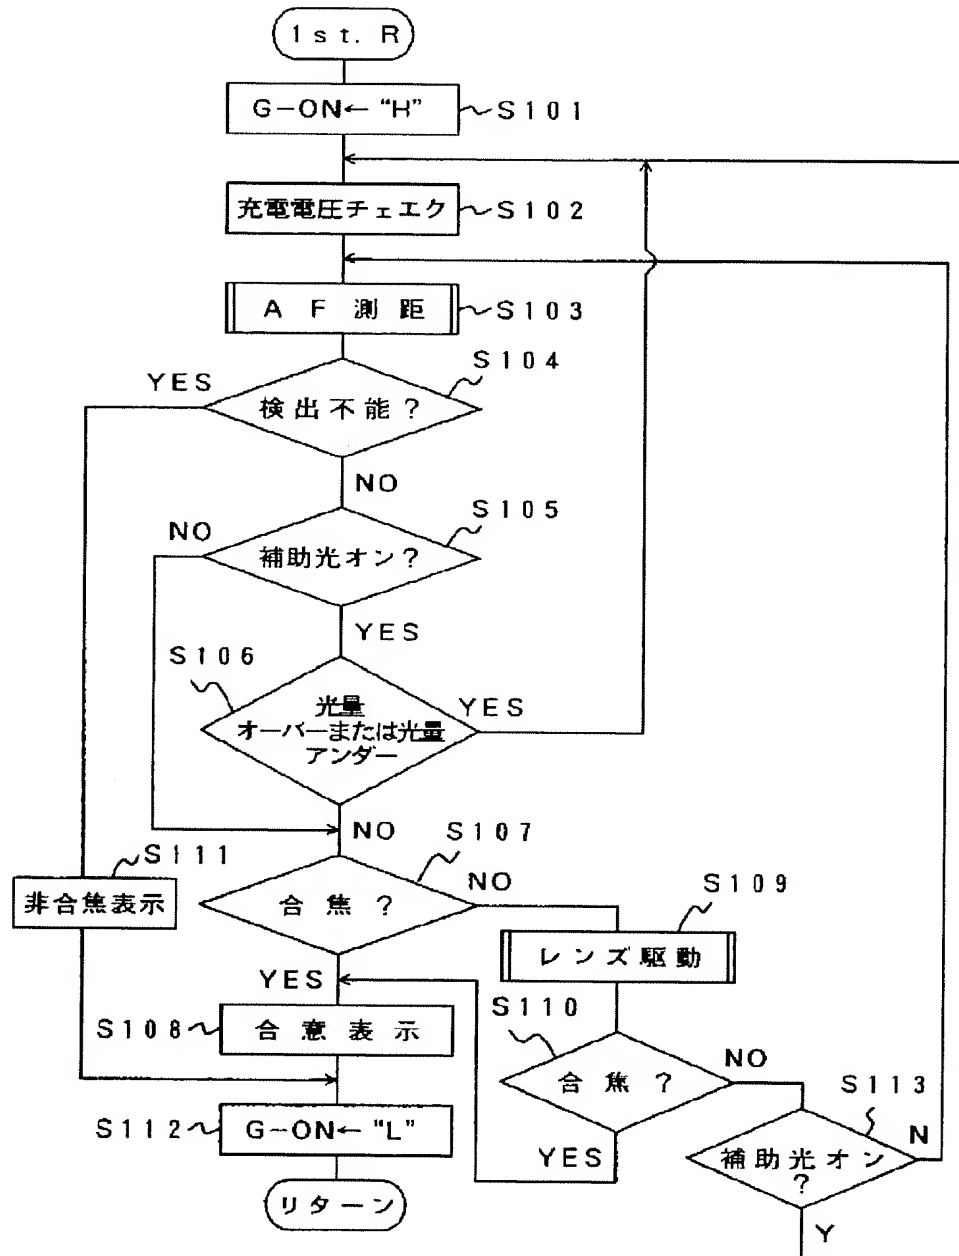 1st. R
G-ON← "H"
S101
充電電圧チェエク
S102
AF測距
S103
S104
YES
検出不能?
NO
S105
NO
補助光オン?
YES
S106
光量
オーバーまたは光量
アンダー
YES
NO
S107
S111
非合焦表示
合焦?
NO
S109
レンズ駆動
YES
S110
S108
合意表示
合焦?
NO
S113
S112
G-ON← "L"
YES
補助光オン
?
N
リターン
Y